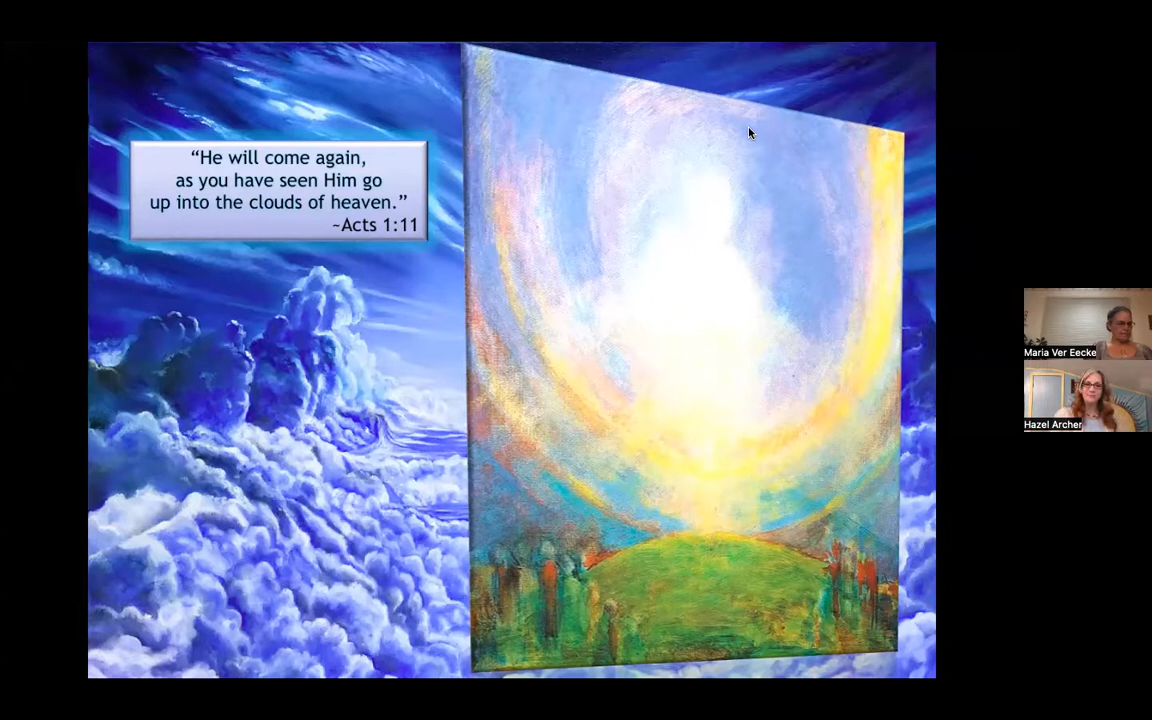 “He will come again,
as you have seen Him go
up into the clouds of heaven.”
~Acts 1:11
Maria Ver Eecke
Hazel Archer